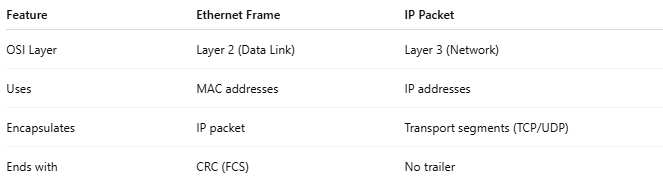 Feature Ethernet Frame IP Packet
OSI Layer Layer 2 (Data Link) Layer 3 (Network)
Uses MAC addresses IP addresses
Encapsulates IP packet Transport segments (TCP/UDP)
Ends with CRC (FCS) No trailer